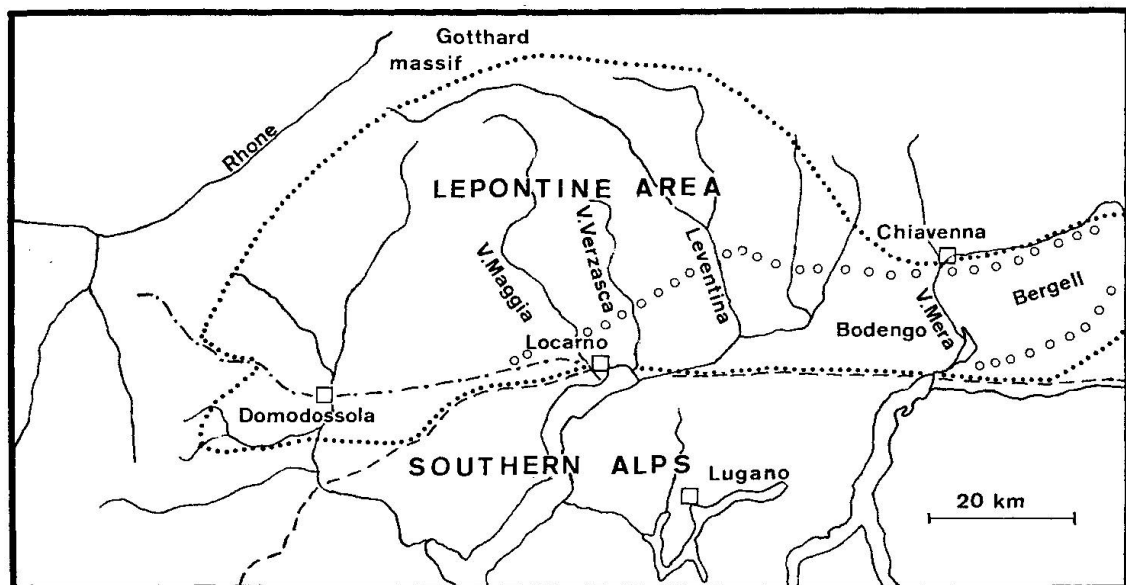 Gotthard
massif
Rhone
LEPONTINE AREA
V.Maggia
V.Verzasca
Leventina
Chiavenna
Bergell
V.Mera
Bodengo
Locarno
Domodossola
SOUTHERN ALPS
Lugano
20 km